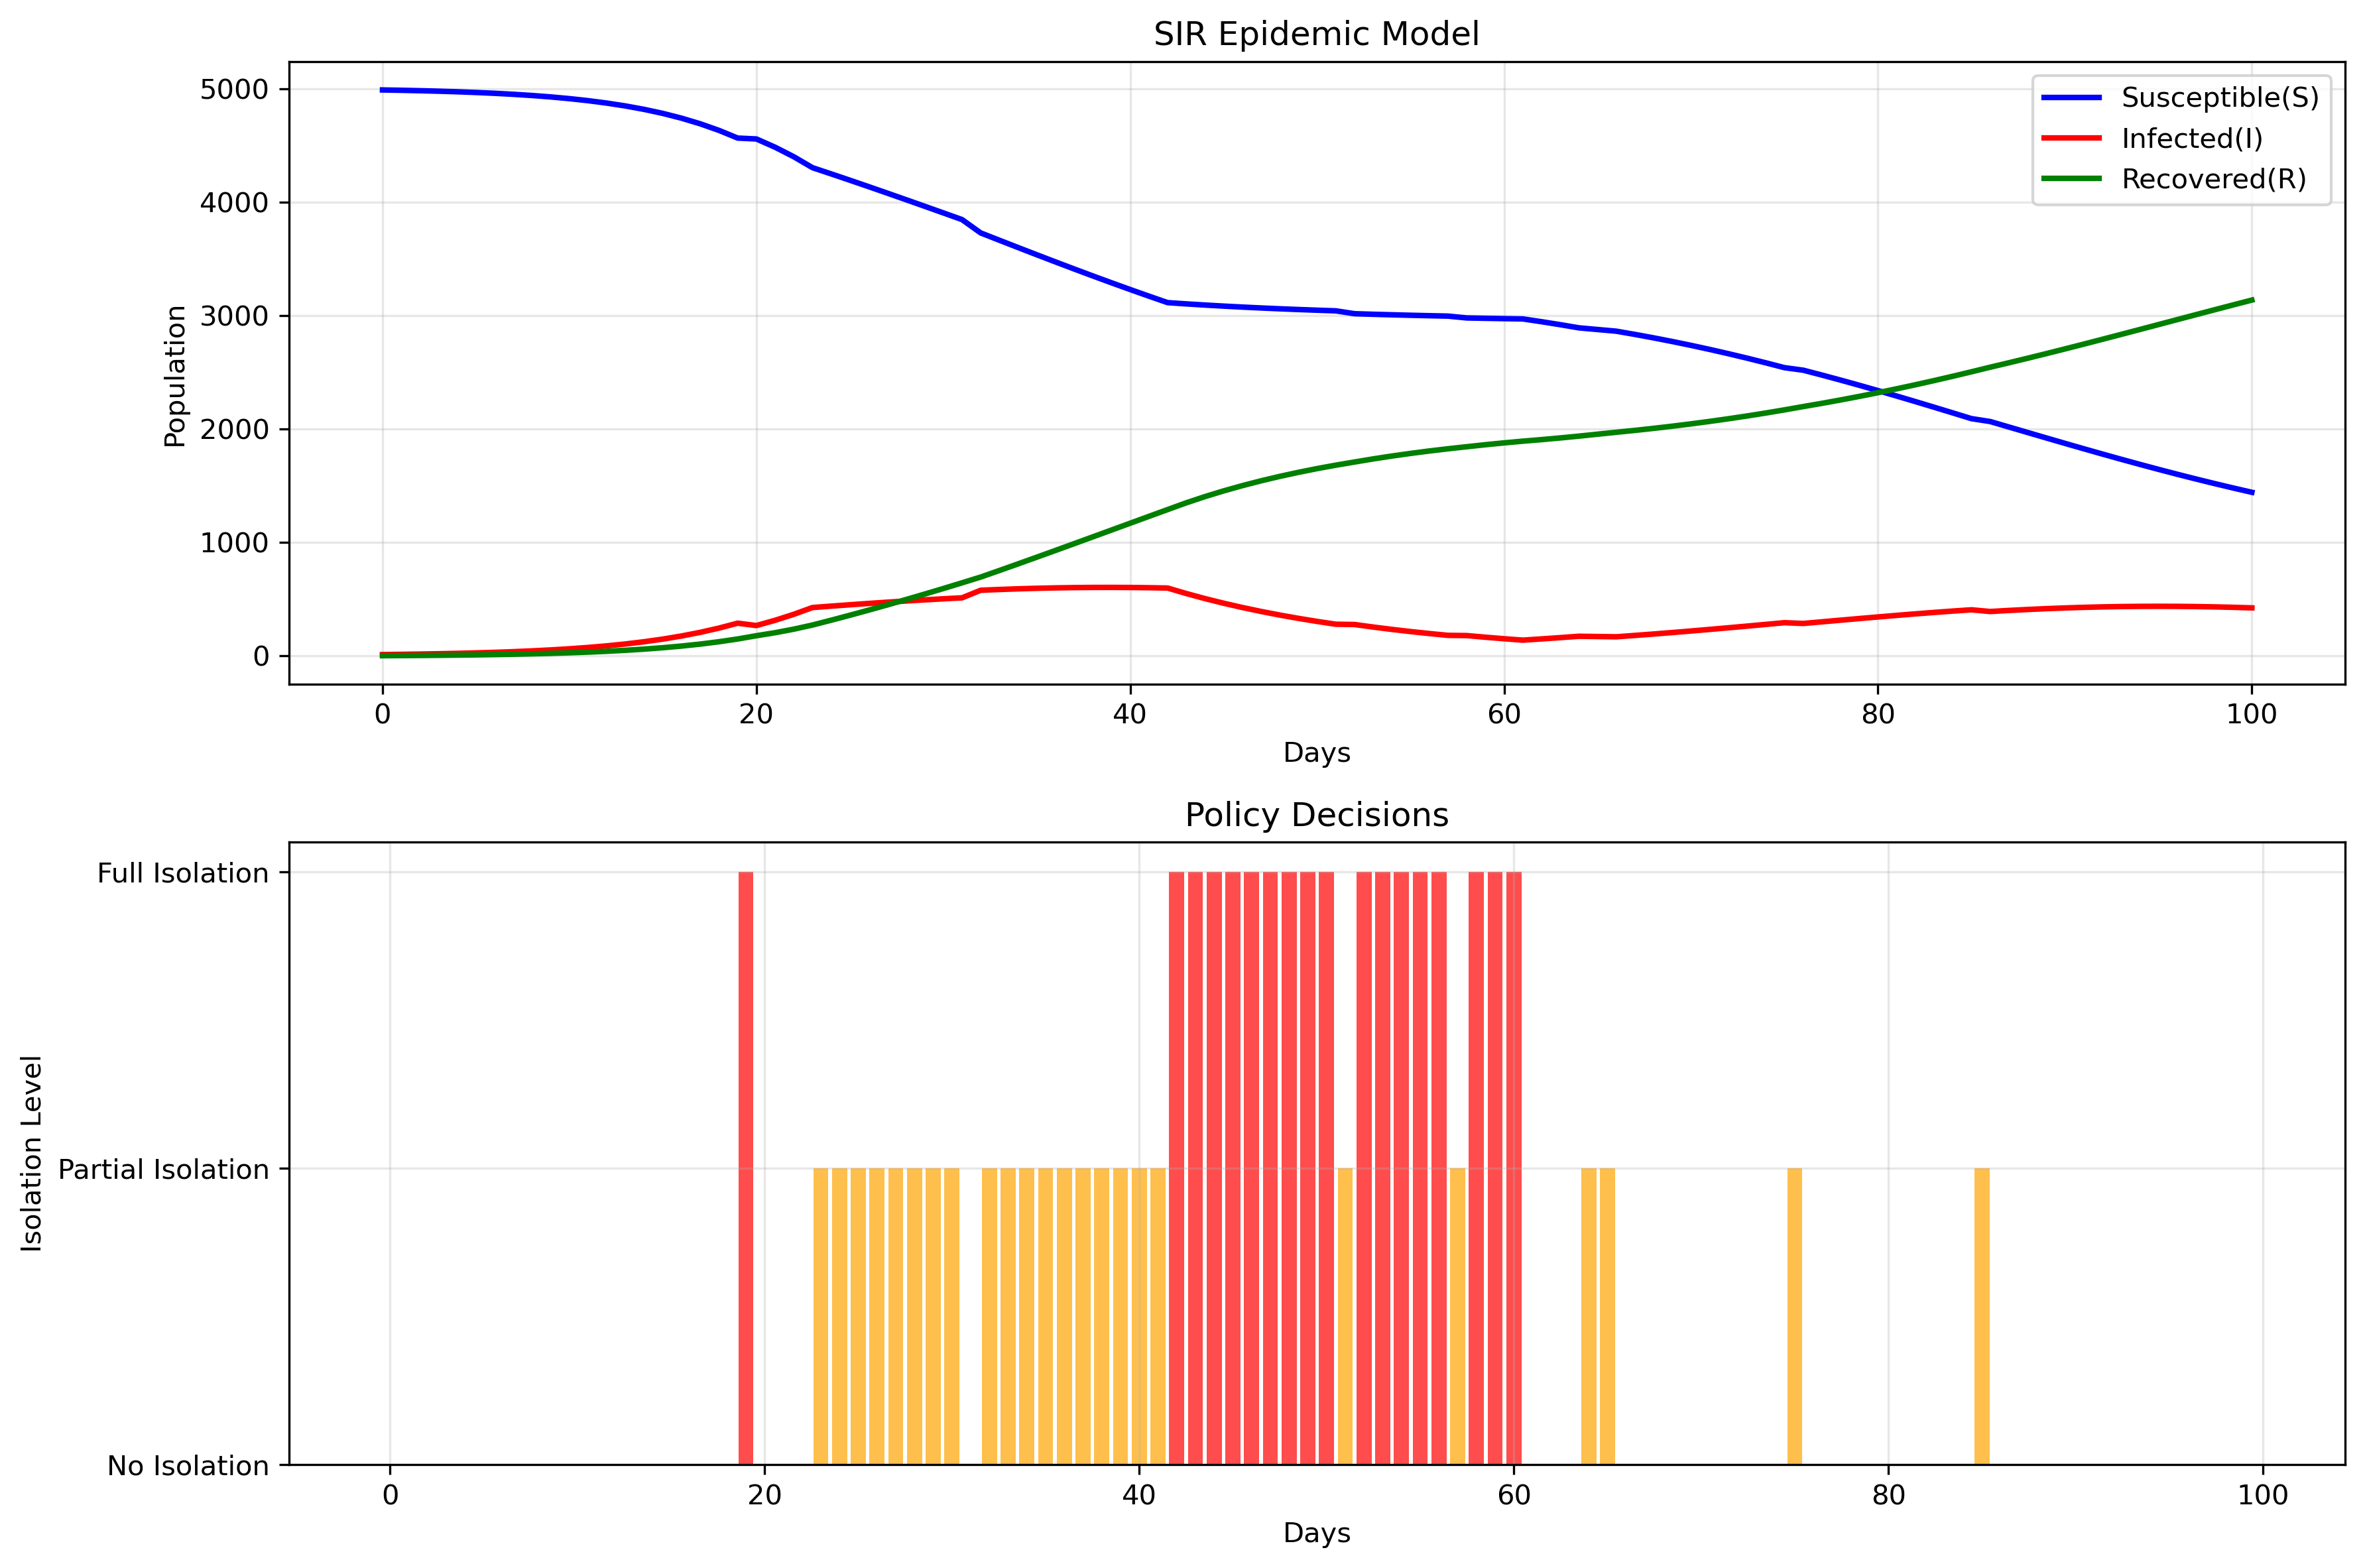 SIR Epidemic Model
Population
5000
4000
3000
2000
1000
0
Susceptible(S)
Infected(I)
Recovered(R)
0 20 40 60 80 100
Days
Policy Decisions
Isolation Level
Full Isolation
Partial Isolation
No Isolation
0 20 40 60 80 100
Days